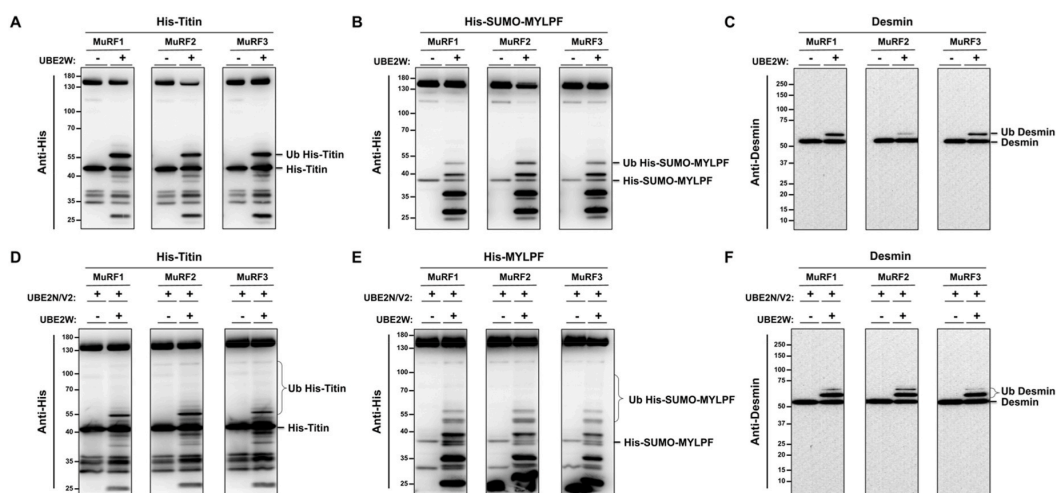 A
His-Titin
MuRF1 MuRF2 MuRF3
UBE2W: - + - + - +
180
130
100
70
55
40
35
25
Anti-His
Ub His-Titin
His-Titin
B
His-SUMO-MYLPF
MuRF1 MuRF2 MuRF3
UBE2W: - + - + - +
180
130
100
70
55
40
35
25
Anti-His
Ub His-SUMO-MYLPF
His-SUMO-MYLPF
C
Desmin
MuRF1 MuRF2 MuRF3
UBE2W: - + - + - +
250
150
100
75
50
37
25
20
15
10
Anti-Desmin
Ub Desmin
Desmin
D
His-Titin
MuRF1 MuRF2 MuRF3
UBE2N/V2: + + + + + +
UBE2W: - + - + - +
180
130
100
70
55
40
35
25
Anti-His
Ub His-Titin
His-Titin
E
His-MYLPF
MuRF1 MuRF2 MuRF3
UBE2N/V2: + + + + + +
UBE2W: - + - + - +
180
130
100
70
55
40
35
25
Anti-His
Ub His-SUMO-MYLPF
His-SUMO-MYLPF
F
Desmin
MuRF1 MuRF2 MuRF3
UBE2N/V2: + + + + + +
UBE2W: - + - + - +
250
150
100
75
50
37
25
20
15
10
Anti-Desmin
Ub Desmin
Desmin